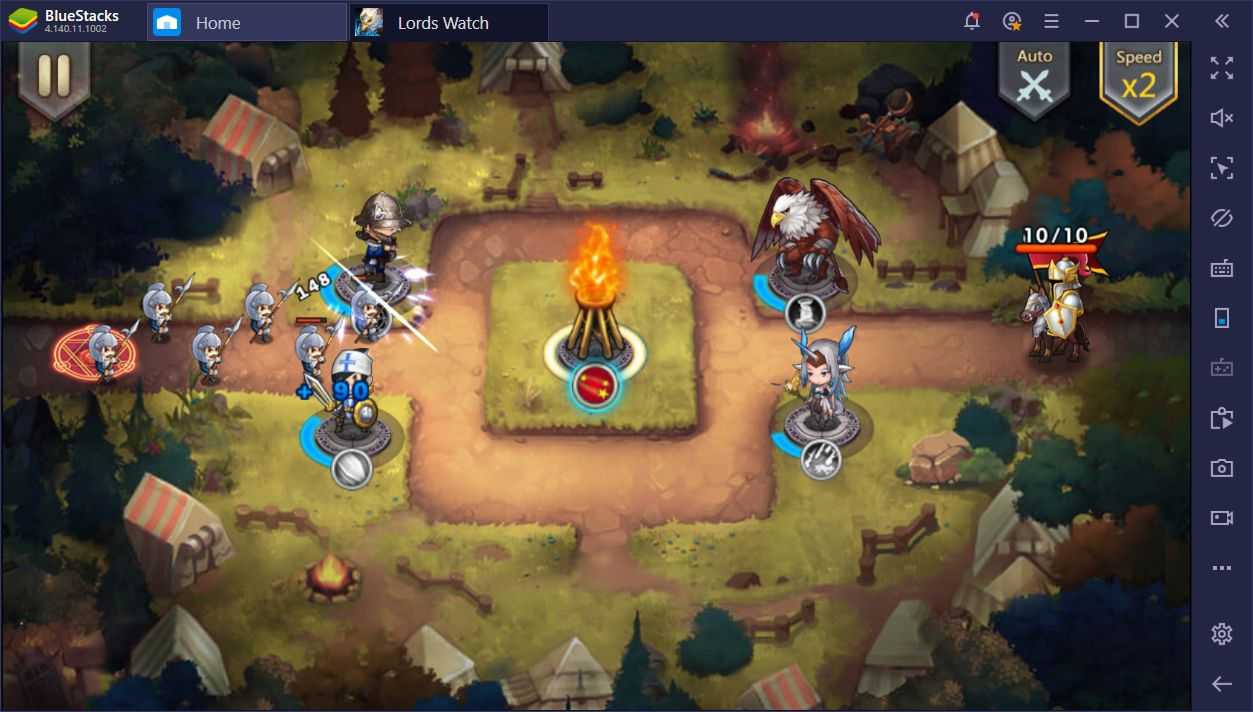 BlueStacks
4.140.11.1002
Home
Lords Watch
Auto
Speed
x2
10/10
148
+90